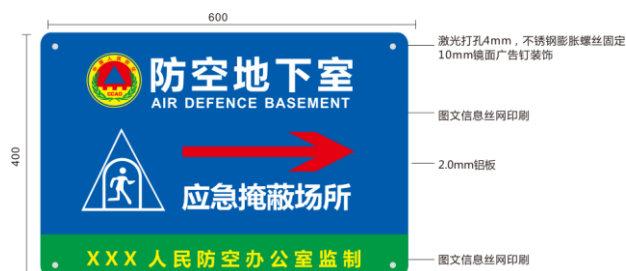 600
激光打孔4mm，不锈钢膨胀螺丝固定
10mm镜面广告钉装饰
防空地下室
AIR DEFENCE BASEMENT
CCAD
图文信息丝网印刷
400
2.0mm铝板
应急掩蔽场所
XXX 人民防空办公室监制
图文信息丝网印刷